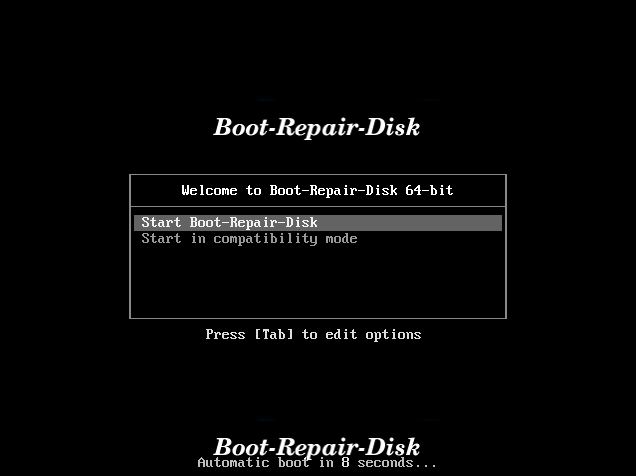 Boot-Repair-Disk
Welcome to Boot-Repair-Disk 64-bit
Start Boot-Repair-Disk
Start in compatibility mode
Press [Tab] to edit options
Boot-Repair-Disk
Automatic boot in 8 seconds...